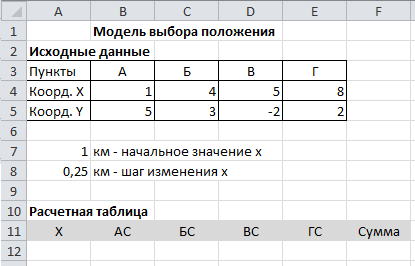 A B C D E F
1 Модель выбора положения
2 Исходные данные
3 Пункты А Б В Г
4 Коорд. X 1 4 5 8
5 Коорд. Y 5 3 -2 2
6
7 1 км - начальное значение x
8 0,25 км - шаг изменения x
9
10 Расчетная таблица
11 X АС БС ВС ГС Сумма
12